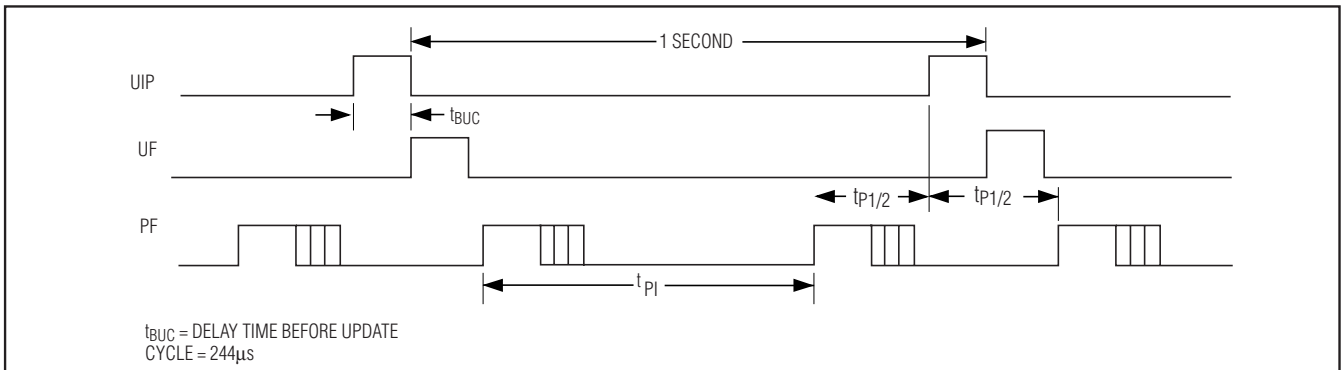 1 SECOND
UIP
tBUC
UF
tP1/2 tP1/2
PF
tPI
tBUC = DELAY TIME BEFORE UPDATE
CYCLE = 244µs